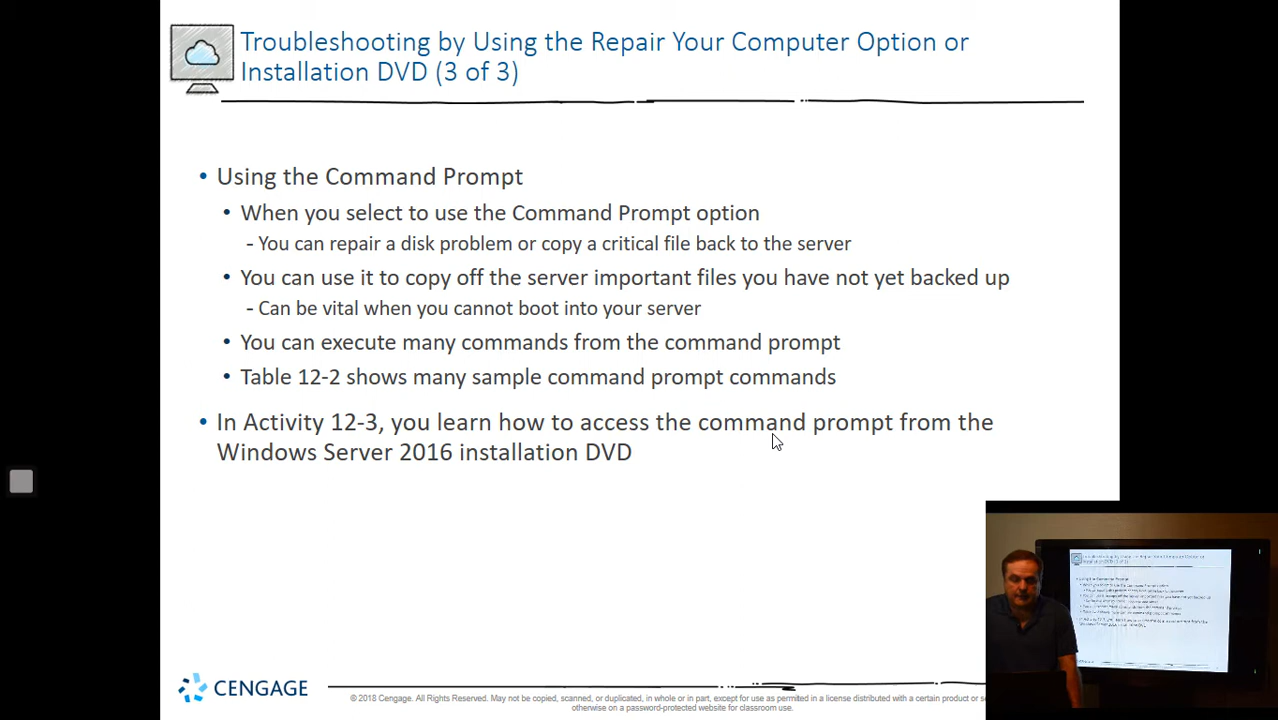 Troubleshooting by Using the Repair Your Computer Option or
Installation DVD (3 of 3)
• Using the Command Prompt
• When you select to use the Command Prompt option
- You can repair a disk problem or copy a critical file back to the server
• You can use it to copy off the server important files you have not yet backed up
- Can be vital when you cannot boot into your server
• You can execute many commands from the command prompt
• Table 12-2 shows many sample command prompt commands
• In Activity 12-3, you learn how to access the command prompt from the
Windows Server 2016 installation DVD
CENGAGE
© 2018 Cengage. All Rights Reserved. May not be copied, scanned, or duplicated, in whole or in part, except for use as permitted in a license distributed with a certain product or
otherwise on a password-protected website for classroom use.